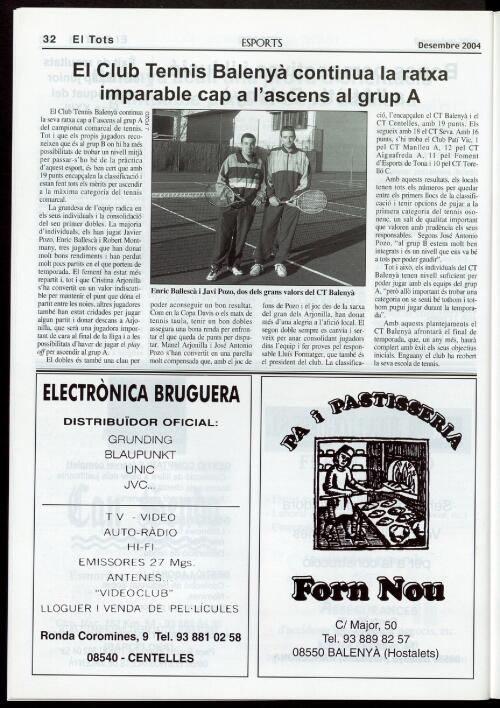 32 El Tots
ESPORTS
Desembre 2004
El Club Tennis Balenyà continua la ratxa
imparable cap a l'ascens al grup A
El Club Tennis Balenyà continua
la seva ratxa cap a l'ascens al grup A
del campionat comarcal de tennis.
Tot i que els propis jugadors reco-
neixen que és al grup B on hi ha més
possibilitats de trobar un nivell mitjà
per passar-s'ho bé de la pràctica
d'aquest esport, és ben cert que amb
19 punts encapçalen la classificació i
estan fent tots els mèrits per ascendir
a la màxima categoria del tennis
comarcal.
La grandesa de l'equip radica en
els seus individuals i la consolidació
del seu primer dobles. La majoria
d'individuals, els han jugat Javier
Pozo, Enric Ballescà i Robert Mont-
many, tres jugadors que han donat
molt bons rendiments i han perdut
molt pocs partits en el que portem de
temporada. El femení ha estat més
repartit i, tot i que Cristina Arjonilla
s'ha convertit en un valor indiscuti-
ble per mantenir el punt que dóna el
partit entre les noies, altres jugadores
també han estat cridades per jugar
algun partit i donar descans a Arjo-
nilla, que serà una jugadora impor-
tant de cara al final de la lliga i a les
possibilitats d'haver de jugar el play
off per ascendir al grup A.
El dobles és també una clau per
Enric Ballescà i Javi Pozo, dos dels grans valors del CT Balenyà
poder aconseguir un bon resultat.
Com en la Copa Davis o els mats de
tennis taula, tenir un bon dobles
assegura una bona renda per enfron-
tar el que queda de punts per dispu-
tar. Manel Arjonilla i José Antonio
Pozo s'han convertit en una parella
molt compensada que, amb el joc de
fons de Pozo i el joc des de la xarxa
del gran dels Arjonilla, han donat
més d'una alegria a l'afició local. El
segon doble sempre es canvia i ser-
veix per anar consolidant jugadors
dins l'equip i fer proves pel respon-
sable Lluís Formatger, que també és
el president del club. La classifica-
ció, l'encapçalen el CT Balenyà i el
CT Centelles, amb 19 punts. Els
segueix amb 18 el CT Seva. Amb 16
punts, s'hi troba el Club Patí Vic, 1
pel CT Manlleu A, 12 pel CT
Aiguafreda A, 11 pel Foment
d'Esports de Tona i 10 pel CT Tore-
lló C.
Amb aquests resultats, els locals
tenen tots els números per quedar
entre els primers llocs de la classifi-
cació i tenir opcions de pujar a la
primera categoria del tennis oso-
nenc, un salt de qualitat important
que valoren amb prudència els seus
responsables. Segons José Antonio
Pozo, "al grup B estem molt ben
integrats i és un nivell que ens va bé
a tots per poder gaudir".
Tot i això, els individuals del CT
Balenyà tenen nivell suficient per
poder jugar amb els equips del grup
A, "però allò important és trobar una
categoria on se senti bé tothom i tot-
hom pugui jugar durant la tempora-
da".
Amb aquests plantejaments el
CT Balenyà afrontarà el final de
temporada, que, un any més, haurà
complert amb èxit els seus objectius
inicials. Enguany el club ha reobert
la seva escola de tennis.
ELECTRÒNICA BRUGUERA
DISTRIBUÏDOR OFICIAL:
GRUNDING
BLAUPUNKT
UNIC
JVC...
TV - VIDEO
AUTO-RÀDIO
HI-FI
EMISSORES 27 Mgs.
ANTENES...
"VIDEOCLUB"
LLOGUER I VENDA DE PEL·LÍCULES
Ronda Coromines, 9 Tel. 93 881 02 58
08540 - CENTELLES
PA i PASTISSERIA
Forn Nou
C/ Major, 50
Tel. 93 889 82 57
08550 BALENYÀ (Hostalets)